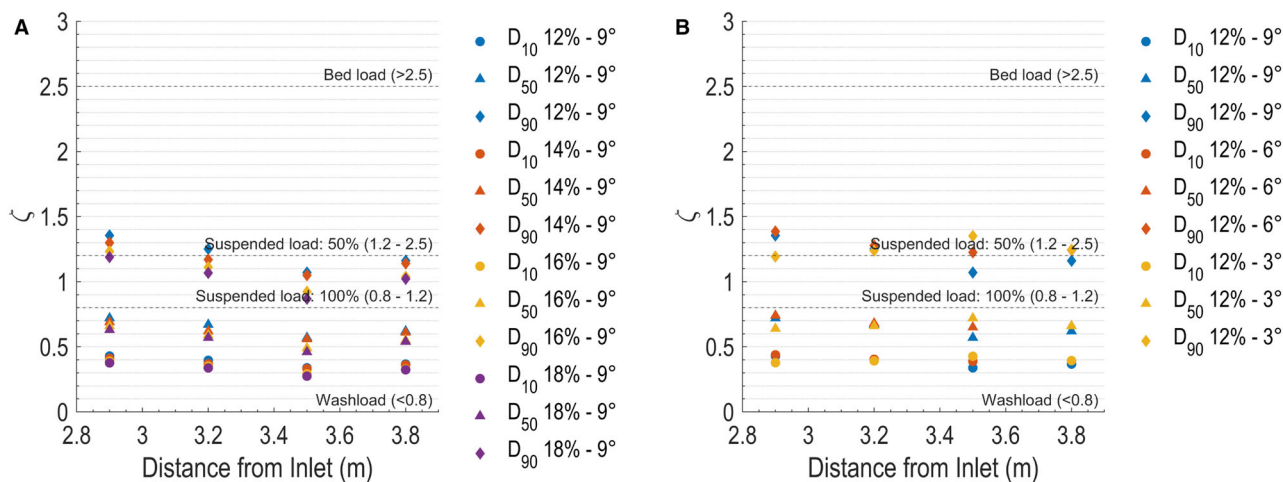 A
3
2.5
2
1.5
1
0.5
0
ζ
Bed load (>2.5)
Suspended load: 50% (1.2 - 2.5)
Suspended load: 100% (0.8 - 1.2)
Washload (<0.8)
2.8 3 3.2 3.4 3.6 3.8
Distance from Inlet (m)
D10 12% - 9°
D50 12% - 9°
D90 12% - 9°
D10 14% - 9°
D50 14% - 9°
D90 14% - 9°
D10 16% - 9°
D50 16% - 9°
D90 16% - 9°
D10 18% - 9°
D50 18% - 9°
D90 18% - 9°
B
3
2.5
2
1.5
1
0.5
0
ζ
Bed load (>2.5)
Suspended load: 50% (1.2 - 2.5)
Suspended load: 100% (0.8 - 1.2)
Washload (<0.8)
2.8 3 3.2 3.4 3.6 3.8
Distance from Inlet (m)
D10 12% - 9°
D50 12% - 9°
D90 12% - 9°
D10 12% - 6°
D50 12% - 6°
D90 12% - 6°
D10 12% - 3°
D50 12% - 3°
D90 12% - 3°